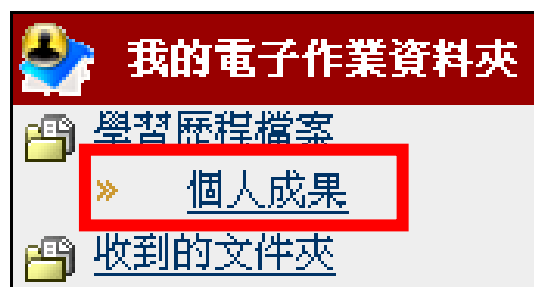 我的電子作業資料夾
學習歷程檔案
» 個人成果
收到的文件夾